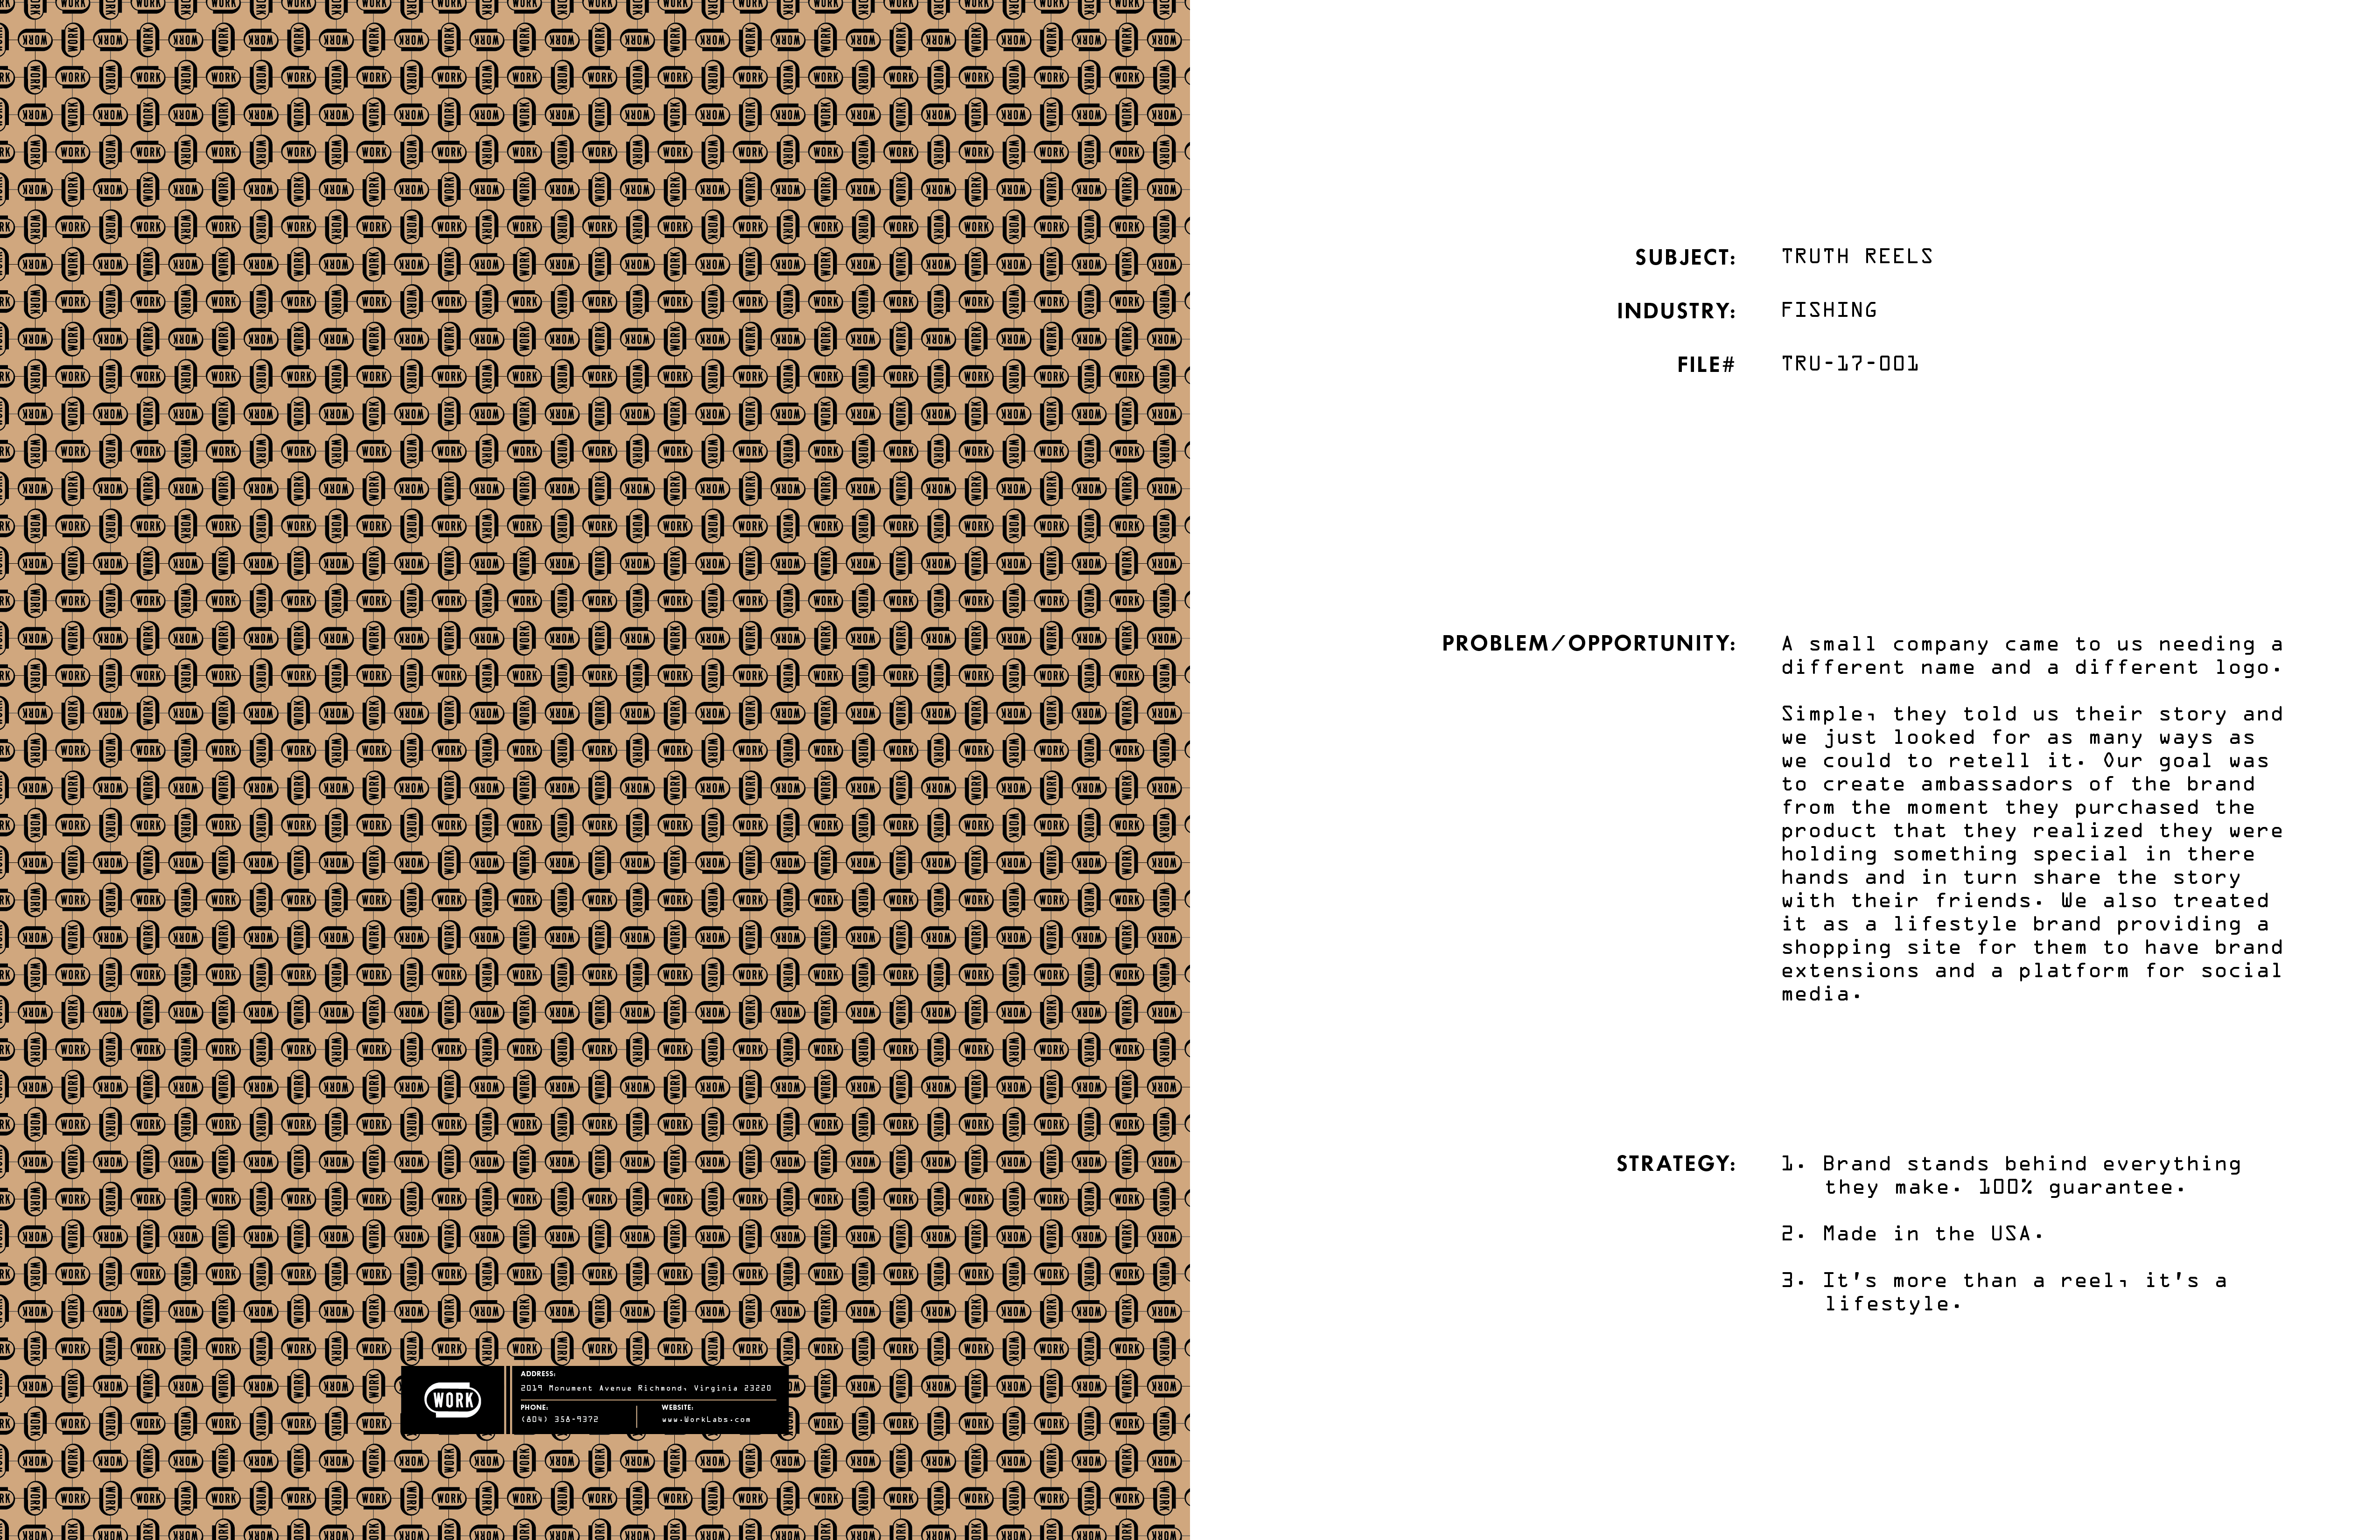 WORK
ADDRESS:
2019 Monument Avenue Richmond, Virginia 23220
PHONE:
(804) 358-9372
WEBSITE:
www.WorkLabs.com
SUBJECT: TRUTH REELS
INDUSTRY: FISHING
FILE# TRU-17-001
PROBLEM/OPPORTUNITY: A small company came to us needing a
different name and a different logo.
Simple, they told us their story and
we just looked for as many ways as
we could to retell it. Our goal was
to create ambassadors of the brand
from the moment they purchased the
product that they realized they were
holding something special in there
hands and in turn share the story
with their friends. We also treated
it as a lifestyle brand providing a
shopping site for them to have brand
extensions and a platform for social
media.
STRATEGY: 1. Brand stands behind everything
they make. 100% guarantee.
2. Made in the USA.
3. It's more than a reel, it's a
lifestyle.